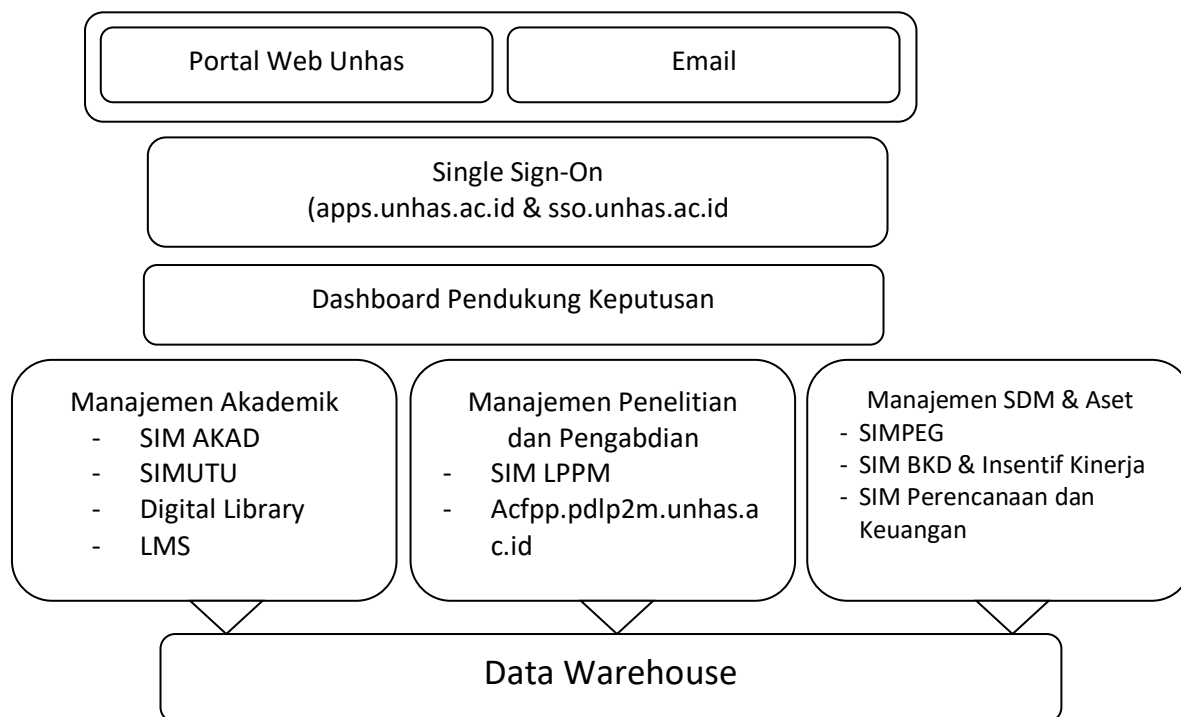 Portal Web Unhas
Email
Single Sign-On
(apps.unhas.ac.id & sso.unhas.ac.id
Dashboard Pendukung Keputusan
Manajemen Akademik
- SIM AKAD
- SIMUTU
- Digital Library
- LMS
Manajemen Penelitian
dan Pengabdian
- SIM LPPM
- Acfpp.pdlp2m.unhas.a
c.id
Manajemen SDM & Aset
- SIMPEG
- SIM BKD & Insentif Kinerja
- SIM Perencanaan dan
Keuangan
Data Warehouse